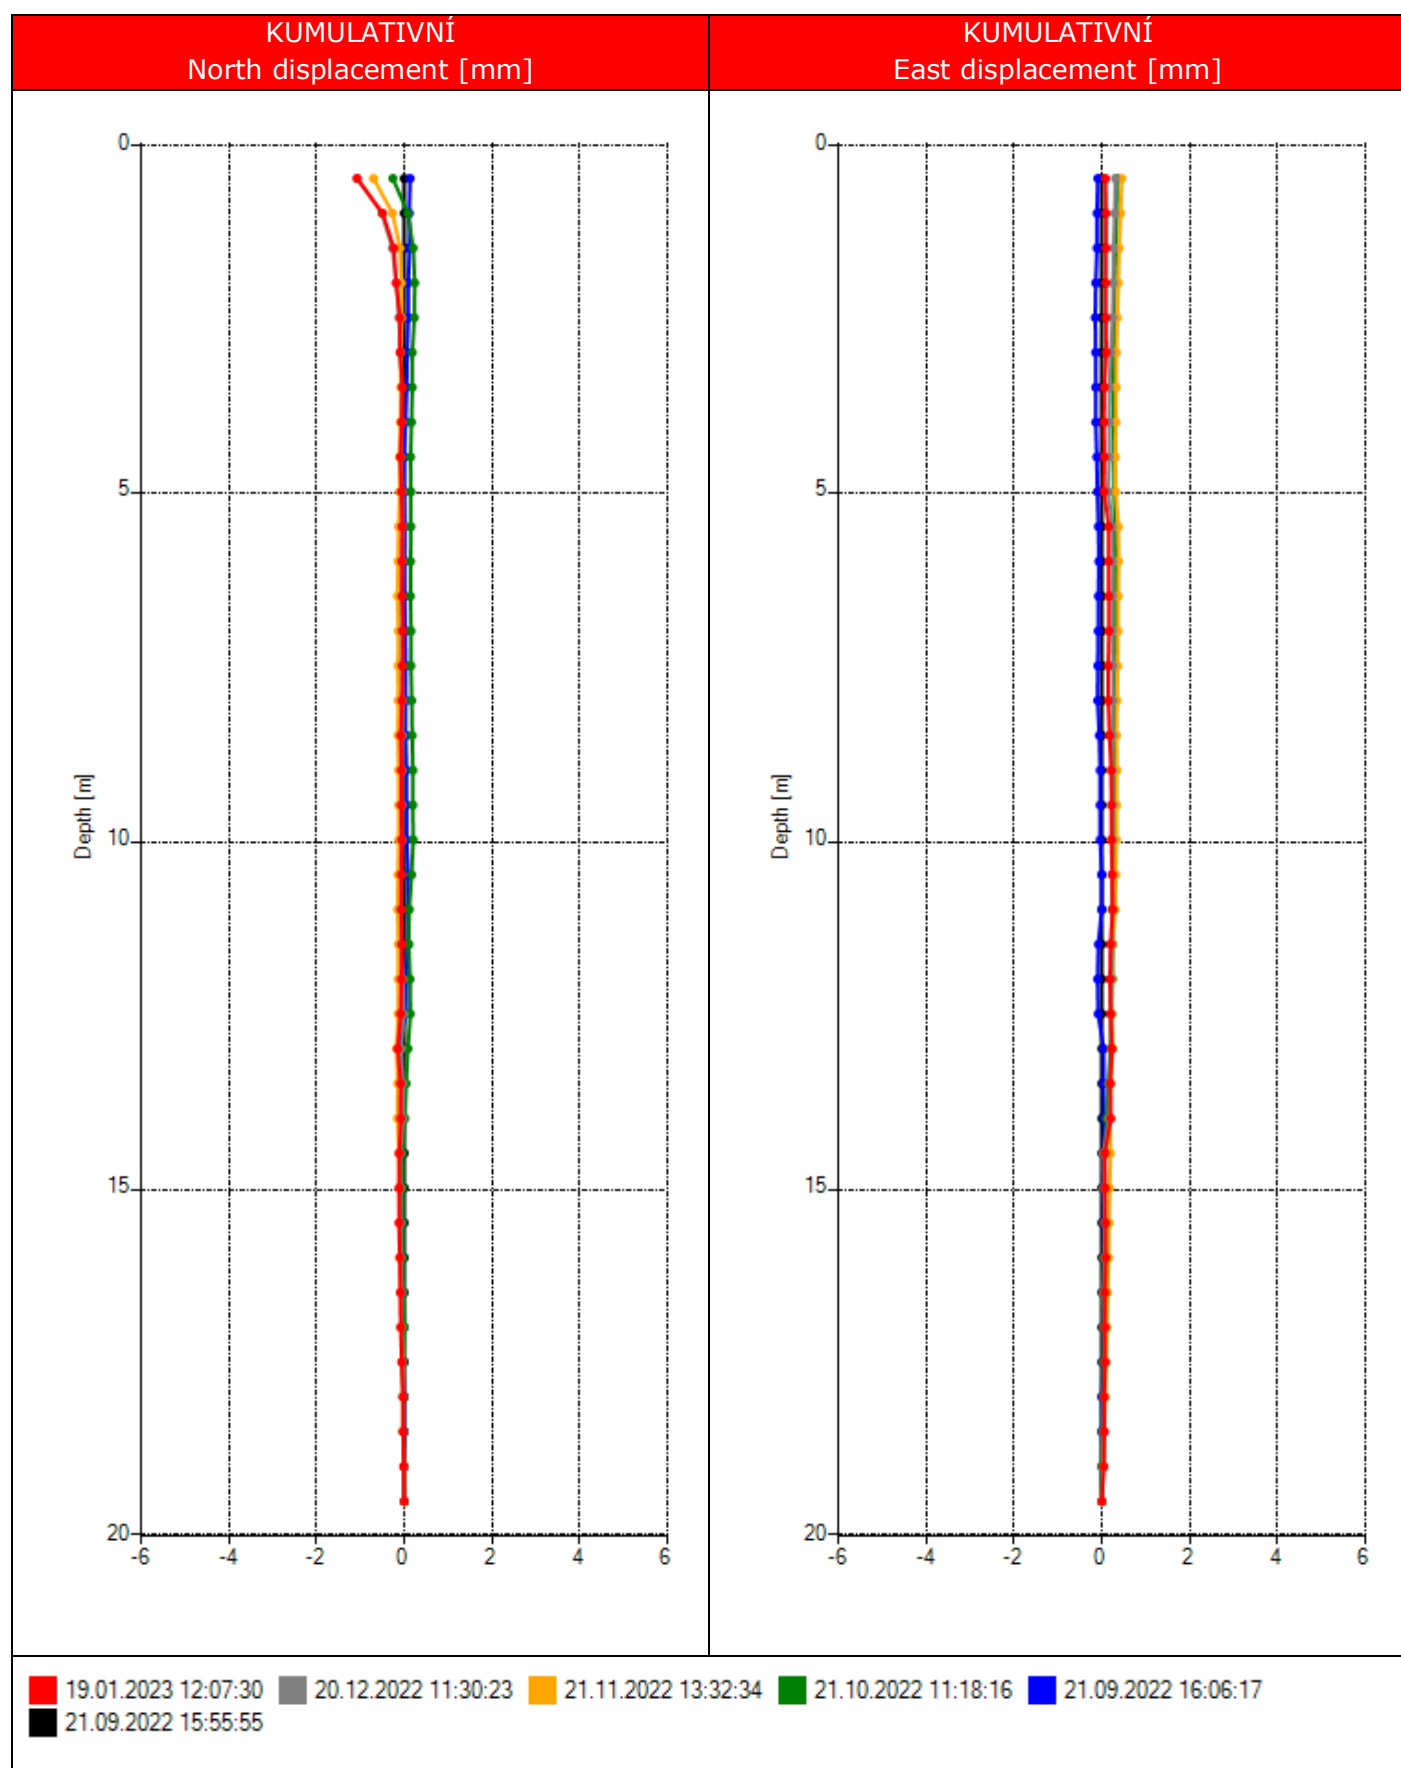 KUMULATIVNÍ
North displacement [mm]
KUMULATIVNÍ
East displacement [mm]
0
5
10
15
20
Depth [m]
-6 -4 -2 0 2 4 6
0
5
10
15
20
Depth [m]
-6 -4 -2 0 2 4 6
19.01.2023 12:07:30 20.12.2022 11:30:23 21.11.2022 13:32:34 21.10.2022 11:18:16 21.09.2022 16:06:17
21.09.2022 15:55:55